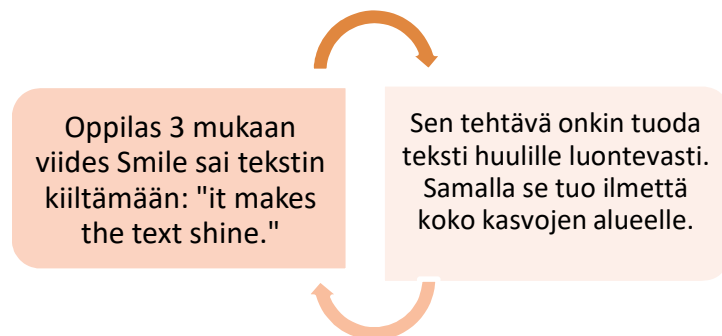 Oppilas 3 mukaan
viides Smile sai tekstin
kiiltämään: "it makes
the text shine."
Sen tehtävä onkin tuoda
teksti huulille luontevasti.
Samalla se tuo ilmettä
koko kasvojen alueelle.